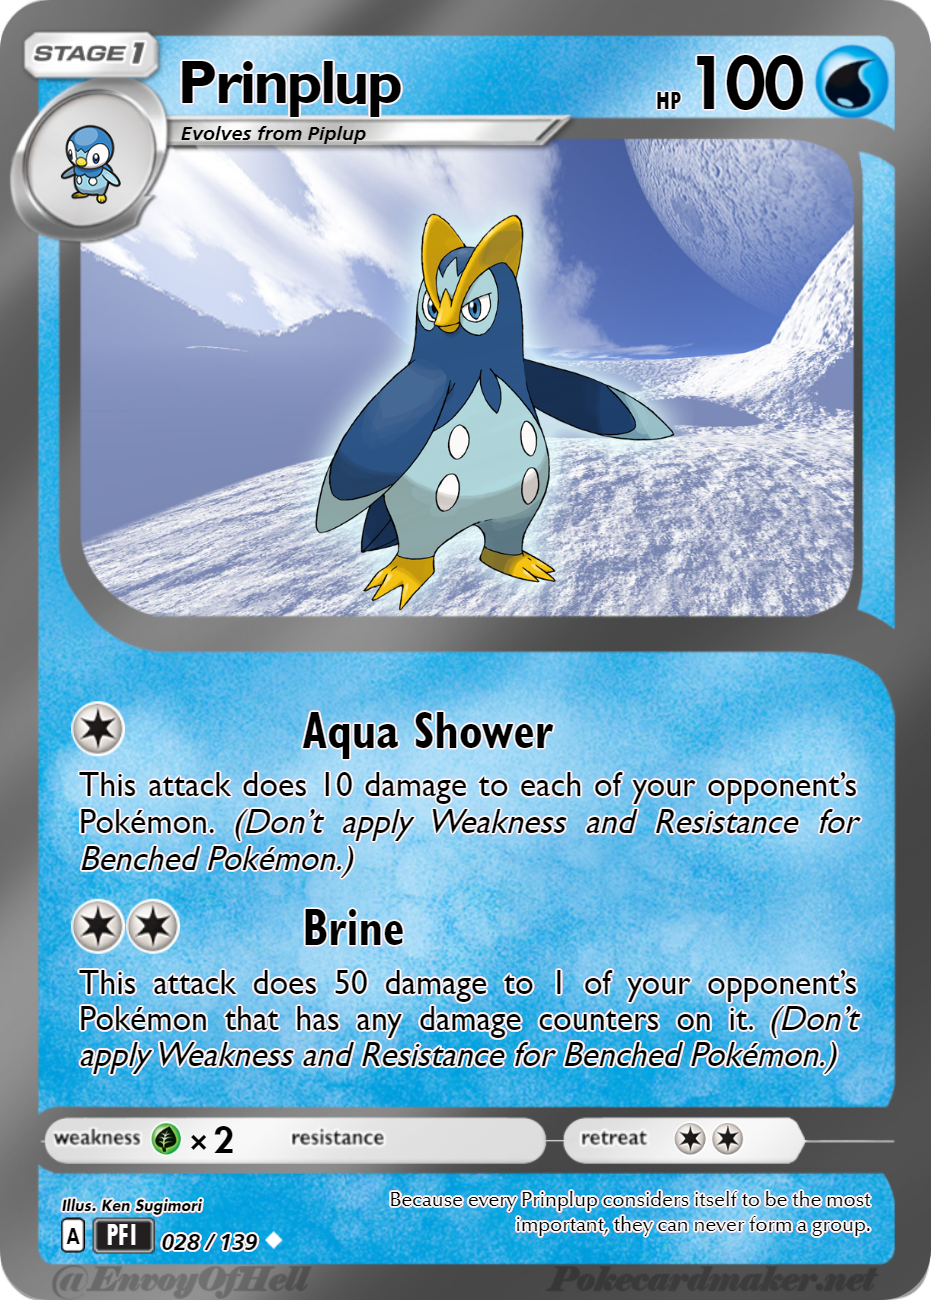 STAGE 1
Prinplup
HP 100
Evolves from Piplup
Aqua Shower
This attack does 10 damage to each of your opponent's
Pokémon. (Don't apply Weakness and Resistance for
Benched Pokémon.)
Brine
This attack does 50 damage to 1 of your opponent's
Pokémon that has any damage counters on it. (Don't
apply Weakness and Resistance for Benched Pokémon.)
weakness × 2 resistance retreat
Illus. Ken Sugimori
Because every Prinplup considers itself to be the most
important, they can never form a group.
A PFI 028 / 139
@EnvoyOfHell Pokecardmaker.net